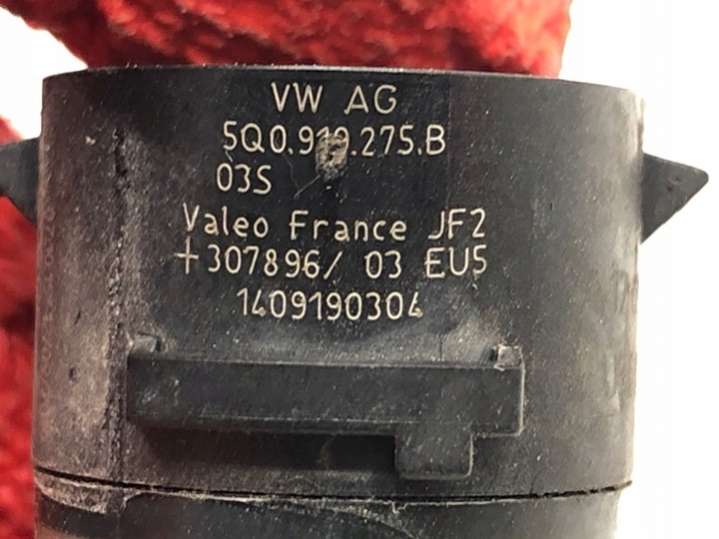 VW AG
5Q0.919.275.B
03S
Valeo France JF2
+307896/ 03 EU5
1409190304